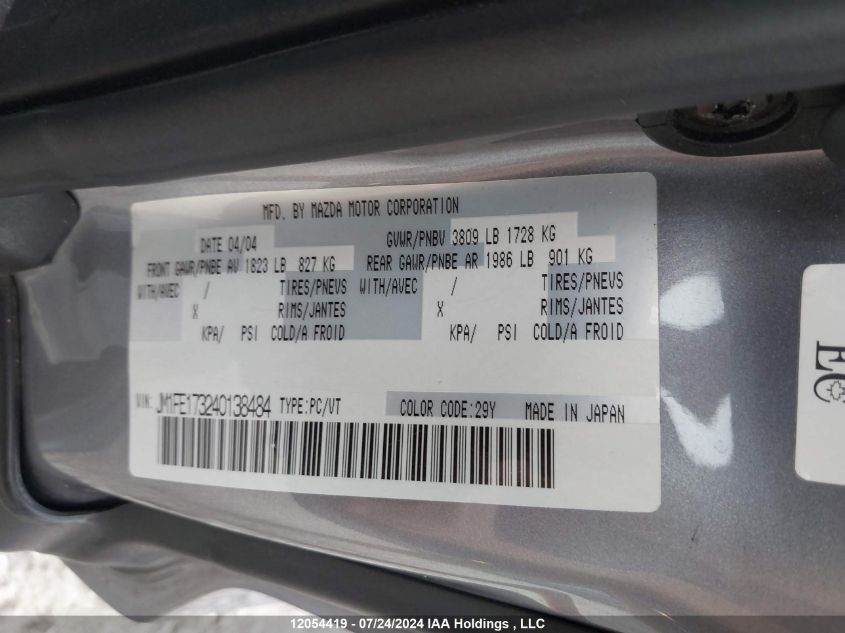 MFD. BY MAZDA MOTOR CORPORATION
DATE 04/04 GVWR/PNBV 3809 LB 1728 KG
FRONT GAWR/PNBE AV 1823 LB 827 KG REAR GAWR/PNBE AR 1986 LB 901 KG
WITH/AVEC / TIRES/PNEUS WITH/AVEC / TIRES/PNEUS
X RIMS/JANTES X RIMS/JANTES
KPA/ PSI COLD/A FROID KPA/ PSI COLD/A FROID
VIN: JM1FE173240138484 TYPE:PC/VT COLOR CODE:29Y MADE IN JAPAN
EC
12054419 - 07/24/2024 IAA Holdings , LLC/